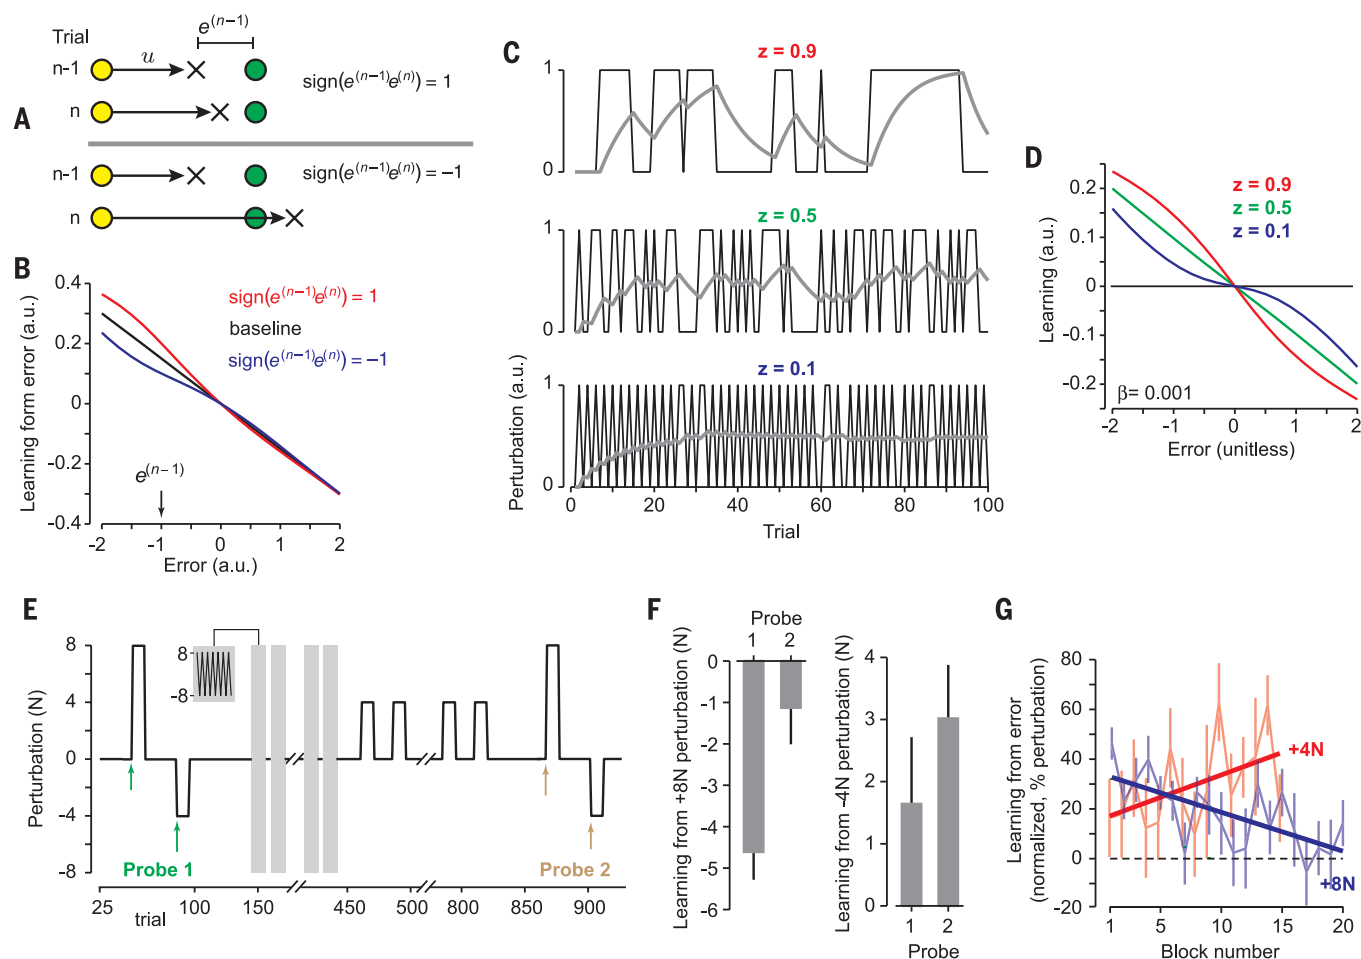 A
Trial
n-1
u
e^(n−1)
sign(e^(n−1)e^(n)) = 1
n
n-1
sign(e^(n−1)e^(n)) = −1
n
B
Learning form error (a.u.)
0.4
0.2
0
-0.2
-0.4
sign(e^(n−1)e^(n)) = 1
baseline
sign(e^(n−1)e^(n)) = −1
e^(n−1)
-2 -1 0 1 2
Error (a.u.)
C
z = 0.9
1
1
z = 0.5
1
1
z = 0.1
1
0
Perturbation (a.u.)
0 20 40 60 80 100
Trial
D
Learning (a.u.)
0.2
0.1
0
-0.1
-0.2
z = 0.9
z = 0.5
z = 0.1
β= 0.001
-2 -1 0 1 2
Error (unitless)
E
Perturbation (N)
8
4
0
-4
-8
8
-8
Probe 1
Probe 2
25 100 150 450 500 800 850 900
trial
F
Probe
1 2
Learning from +8N perturbation (N)
0
-1
-2
-3
-4
-5
-6
Learning from -4N perturbation (N)
4
3
2
1
0
1 2
Probe
G
Learning from error
(normalized, % perturbation)
80
60
40
20
0
-20
+4N
+8N
1 5 10 15 20
Block number